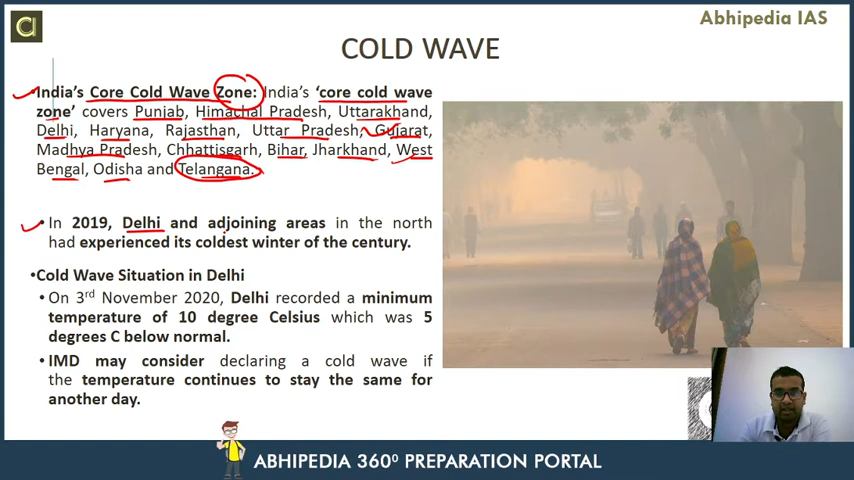 Abhipedia IAS
COLD WAVE
•India's Core Cold Wave Zone: India's 'core cold wave
zone' covers Punjab, Himachal Pradesh, Uttarakhand,
Delhi, Haryana, Rajasthan, Uttar Pradesh, Gujarat,
Madhya Pradesh, Chhattisgarh, Bihar, Jharkhand, West
Bengal, Odisha and Telangana.
• In 2019, Delhi and adjoining areas in the north
had experienced its coldest winter of the century.
•Cold Wave Situation in Delhi
• On 3rd November 2020, Delhi recorded a minimum
temperature of 10 degree Celsius which was 5
degrees C below normal.
• IMD may consider declaring a cold wave if
the temperature continues to stay the same for
another day.
ABHIPEDIA 360⁰ PREPARATION PORTAL